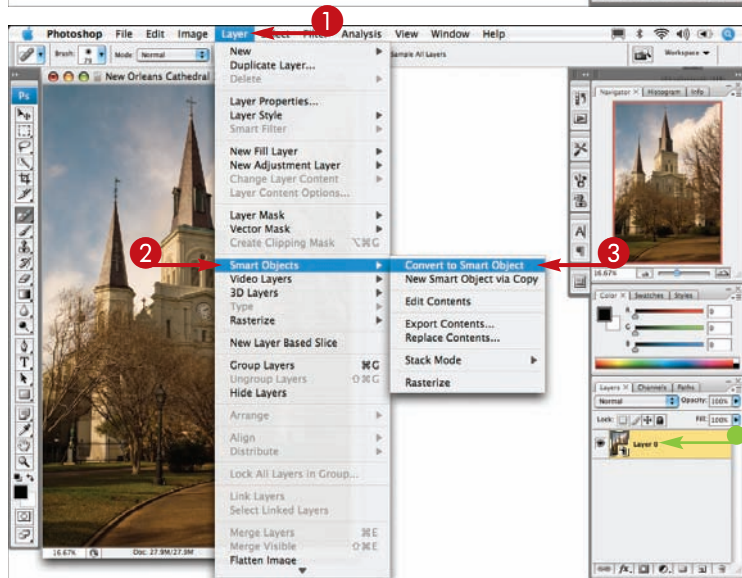 1
Photoshop File Edit Image Layer Select Filter Analysis View Window Help
Brush: 79 Mode: Normal Sample All Layers Workspace
New Orleans Cathedral
New
Duplicate Layer...
Delete
Layer Properties...
Layer Style
Smart Filter
New Fill Layer
New Adjustment Layer
Change Layer Content
Layer Content Options...
Layer Mask
Vector Mask
Create Clipping Mask ⌥⌘G
2
Smart Objects
Video Layers
3D Layers
Type
Rasterize
New Layer Based Slice
Group Layers ⌘G
Ungroup Layers ⇧⌘G
Hide Layers
Arrange
Align
Distribute
Lock All Layers in Group...
Link Layers
Select Linked Layers
Merge Layers ⌘E
Merge Visible ⇧⌘E
Flatten Image
3
Convert to Smart Object
New Smart Object via Copy
Edit Contents
Export Contents...
Replace Contents...
Stack Mode
Rasterize
Ps
T
16.67% Doc: 27.9M/27.9M
Navigator X Histogram Info
A
16.67%
Color X Swatches Styles
R 0
G 0
B 0
Layers X Channels Paths
Normal Opacity: 100%
Lock: Fill: 100%
Layer 0
fx.